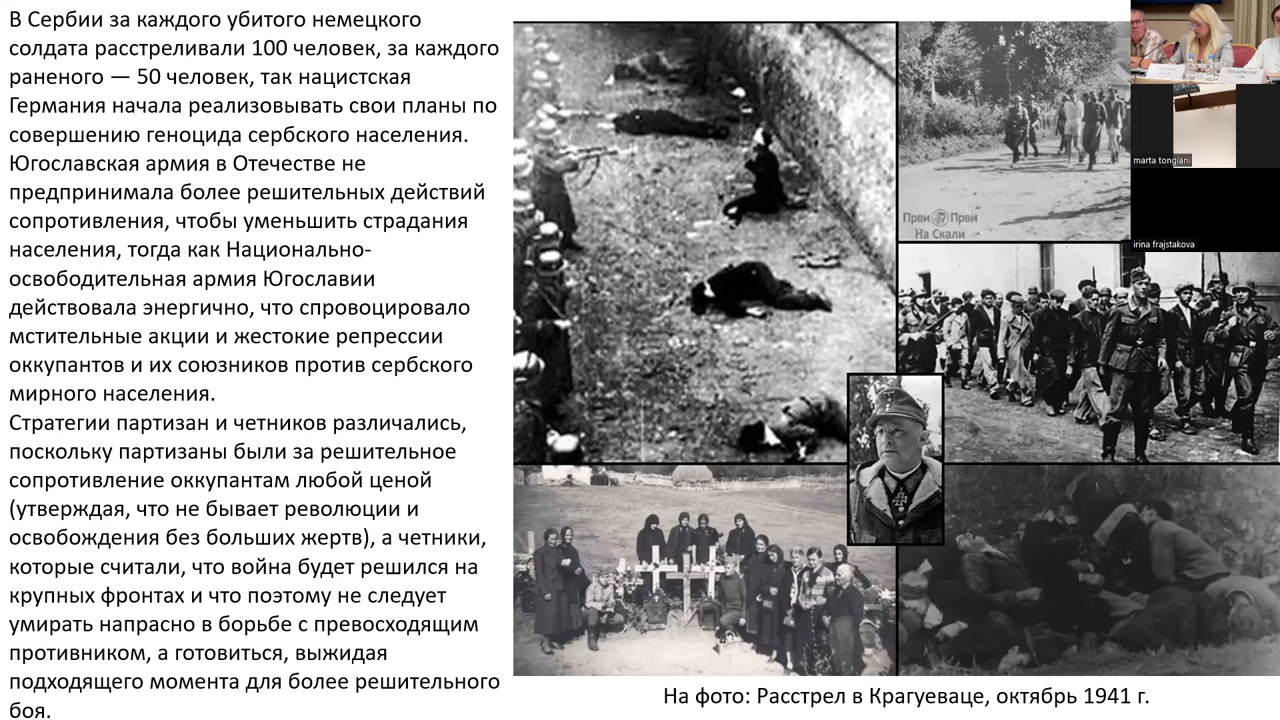 В Сербии за каждого убитого немецкого
солдата расстреливали 100 человек, за каждого
раненого — 50 человек, так нацистская
Германия начала реализовывать свои планы по
совершению геноцида сербского населения.
Югославская армия в Отечестве не
предпринимала более решительных действий
сопротивления, чтобы уменьшить страдания
населения, тогда как Национально-
освободительная армия Югославии
действовала энергично, что спровоцировало
мстительные акции и жестокие репрессии
оккупантов и их союзников против сербского
мирного населения.
Стратегии партизан и четников различались,
поскольку партизаны были за решительное
сопротивление оккупантам любой ценой
(утверждая, что не бывает революции и
освобождения без больших жертв), а четники,
которые считали, что война будет решился на
крупных фронтах и что поэтому не следует
умирать напрасно в борьбе с превосходящим
противником, а готовиться, выжидая
подходящего момента для более решительного
боя.
Први Први
На Скали
marta tongiani
irina frajstakova
На фото: Расстрел в Крагуеваце, октябрь 1941 г.